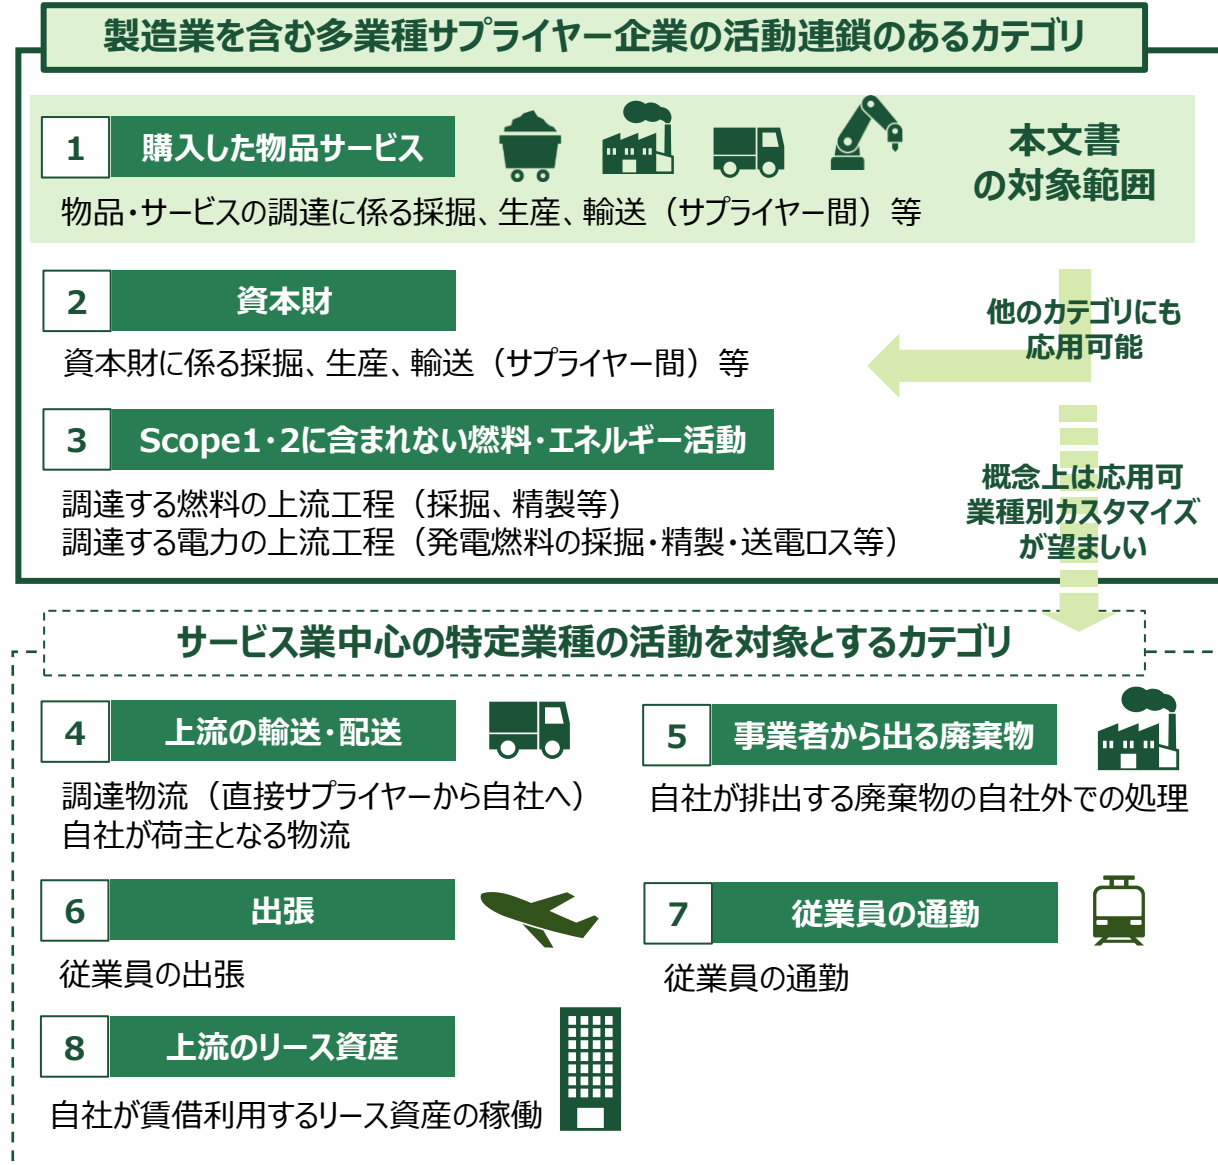 製造業を含む多業種サプライヤー企業の活動連鎖のあるカテゴリ
1 購入した物品サービス
本文書
の対象範囲
物品・サービスの調達に係る採掘、生産、輸送（サプライヤー間）等
2 資本財
他のカテゴリにも
応用可能
資本財に係る採掘、生産、輸送（サプライヤー間）等
3 Scope1・2に含まれない燃料・エネルギー活動
概念上は応用可
業種別カスタマイズ
が望ましい
調達する燃料の上流工程（採掘、精製等）
調達する電力の上流工程（発電燃料の採掘・精製・送電ロス等）
サービス業中心の特定業種の活動を対象とするカテゴリ
4 上流の輸送・配送
調達物流（直接サプライヤーから自社へ）
自社が荷主となる物流
5 事業者から出る廃棄物
自社が排出する廃棄物の自社外での処理
6 出張
従業員の出張
7 従業員の通勤
従業員の通勤
8 上流のリース資産
自社が賃借利用するリース資産の稼働